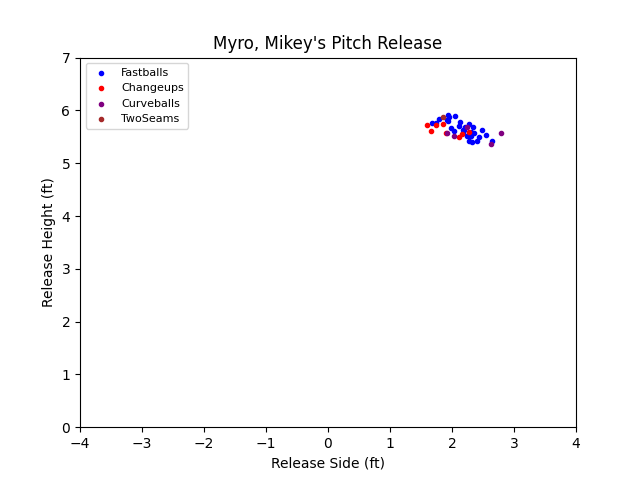 Myro, Mikey's Pitch Release
Fastballs
Changeups
Curveballs
TwoSeams
7
6
5
4
3
2
1
0
Release Height (ft)
−4
−3
−2
−1
0
1
2
3
4
Release Side (ft)